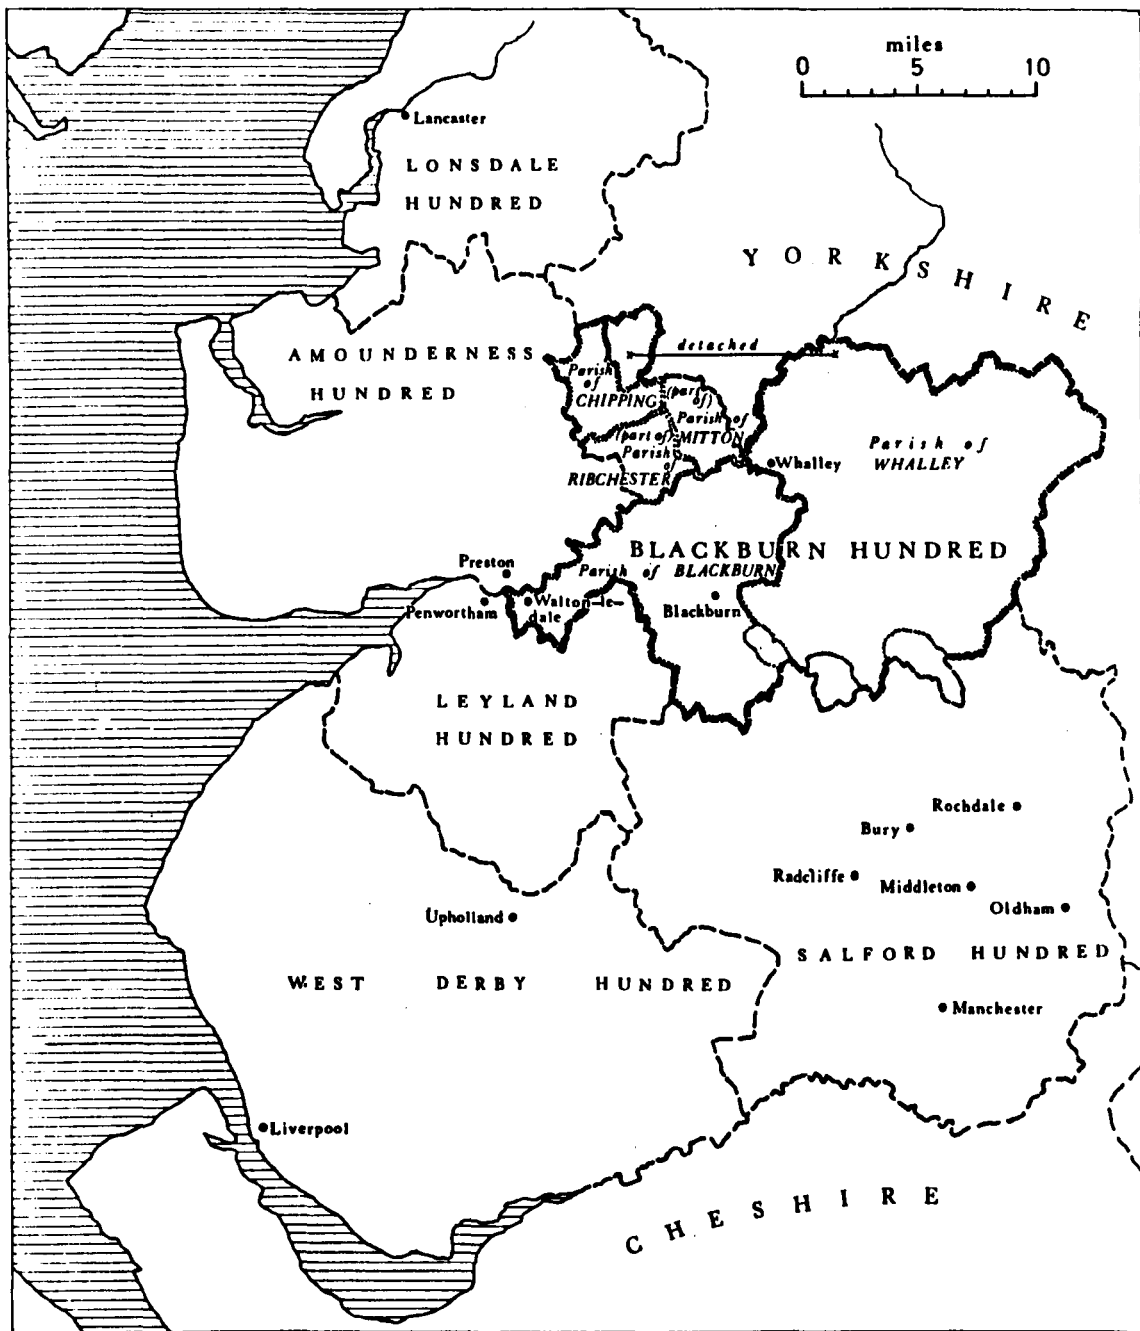 miles
0 5 10
Lancaster
LONSDALE
HUNDRED
YORKSHIRE
detached
AMOUNDERNESS
HUNDRED
Parish
of
CHIPPING
(part
of)
Parish of
MITTON
(part of)
Parish
of
RIBCHESTER
Whalley
Parish of
WHALLEY
BLACKBURN HUNDRED
Parish of BLACKBURN
Preston
Penwortham
Walton-le-
dale
Blackburn
LEYLAND
HUNDRED
Rochdale
Bury
Radcliffe
Middleton
Oldham
Upholland
SALFORD HUNDRED
WEST DERBY HUNDRED
Manchester
Liverpool
CHESHIRE